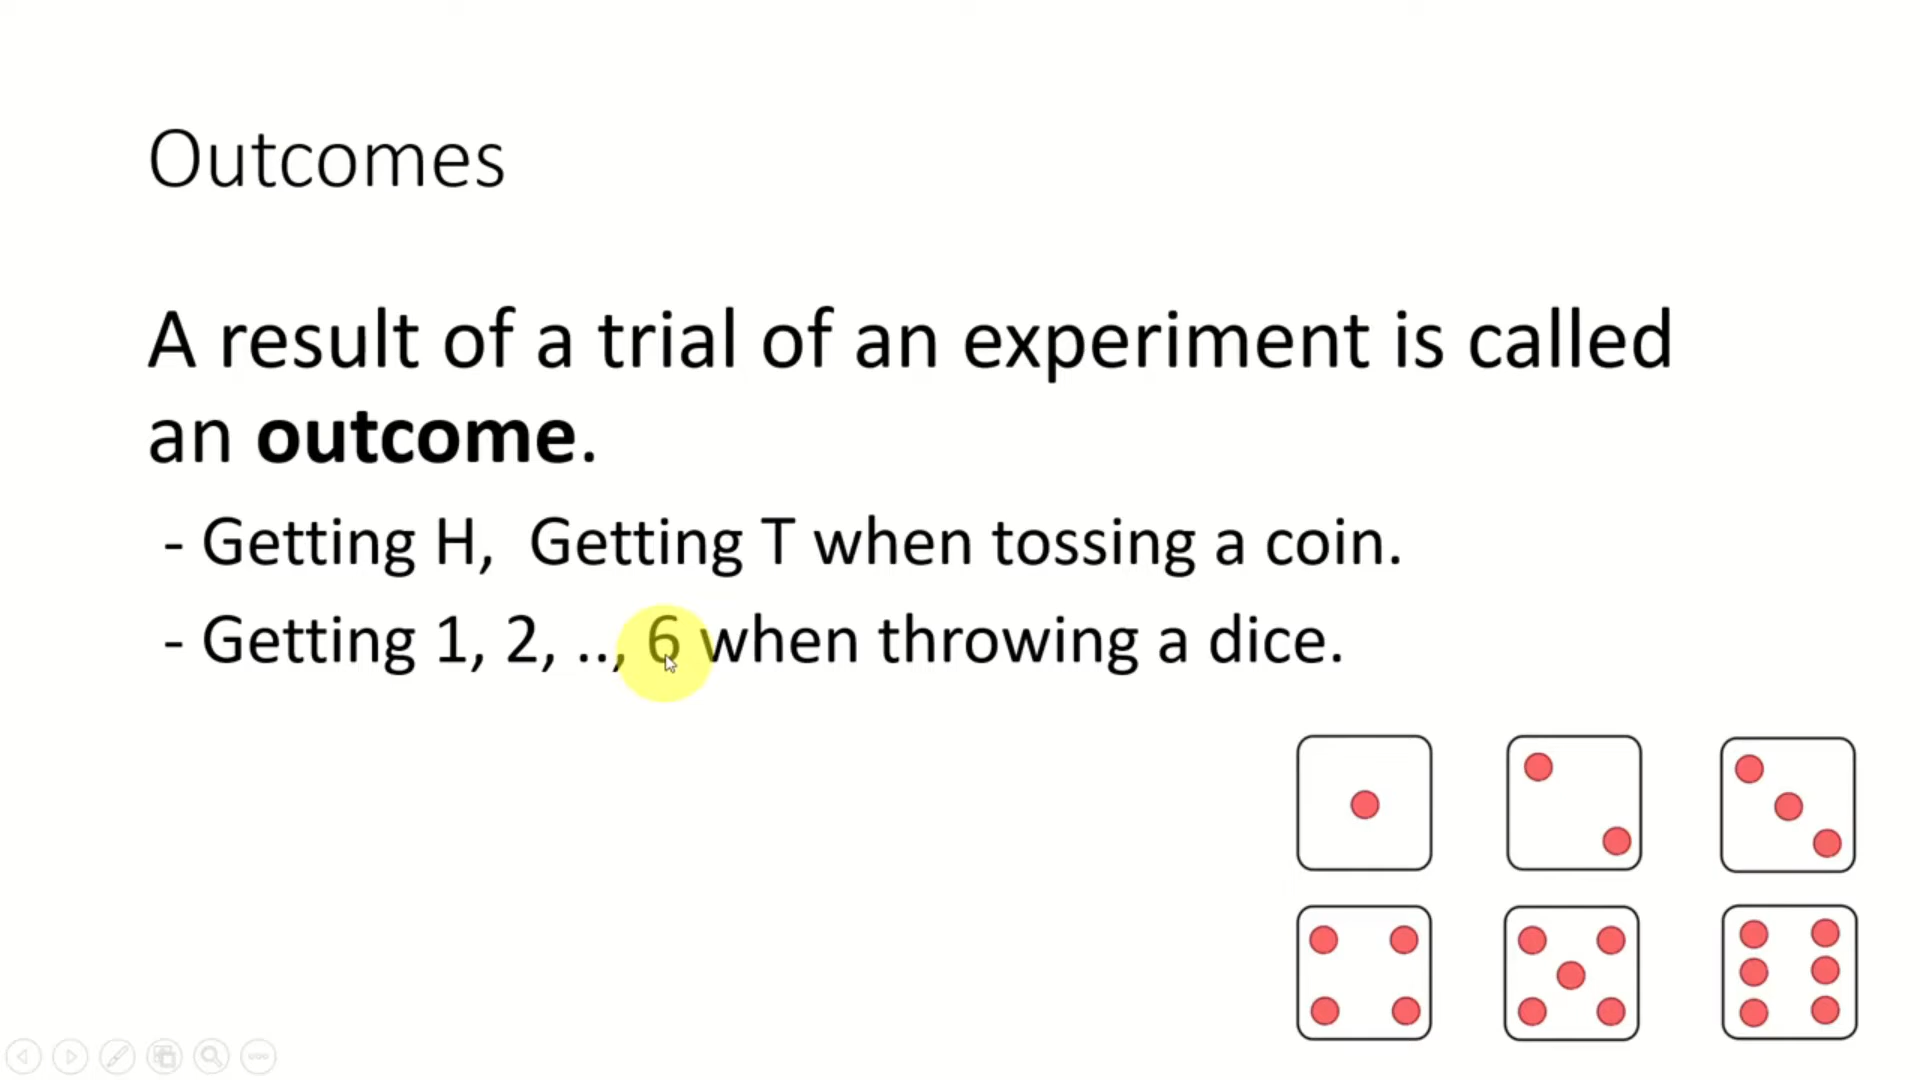 Outcomes
A result of a trial of an experiment is called
an outcome.
- Getting H,  Getting T when tossing a coin.
- Getting 1, 2, .., 6 when throwing a dice.